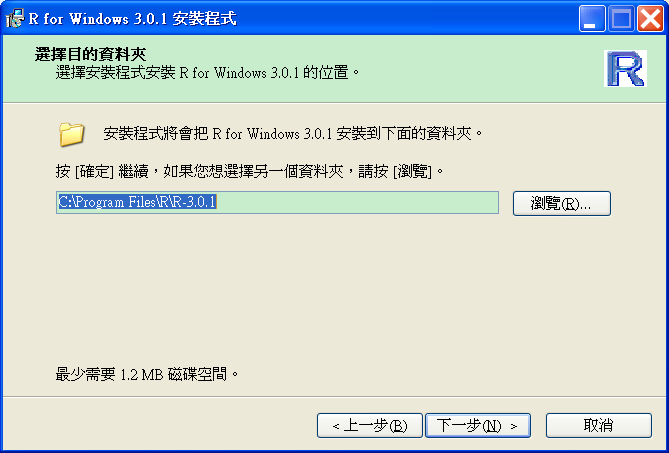 R for Windows 3.0.1 安裝程式
選擇目的資料夾
選擇安裝程式安裝 R for Windows 3.0.1 的位置。
R
安裝程式將會把 R for Windows 3.0.1 安裝到下面的資料夾。
按 [確定] 繼續，如果您想選擇另一個資料夾，請按 [瀏覽]。
C:\Program Files\R\R-3.0.1
瀏覽(R)...
最少需要 1.2 MB 磁碟空間。
< 上一步(B)
下一步(N) >
取消